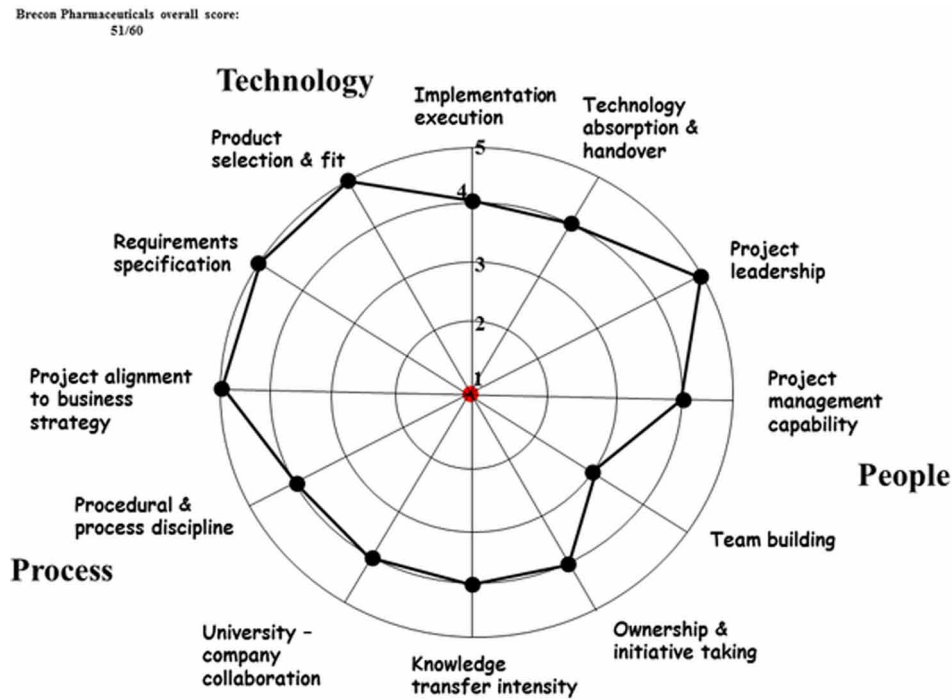 Brecon Pharmaceuticals overall score:
51/60
Technology
Implementation
execution
Technology
absorption &
handover
Product
selection & fit
5
4
Requirements
specification
3
Project
leadership
2
1
Project alignment
to business
strategy
Project
management
capability
People
Procedural &
process discipline
Team building
Process
University –
company
collaboration
Knowledge
transfer intensity
Ownership &
initiative taking